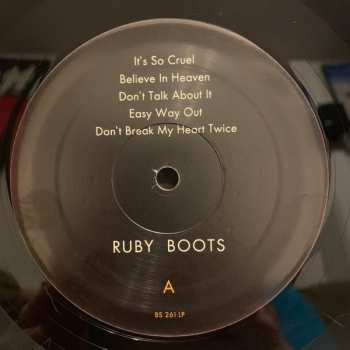 It's So Cruel
Believe In Heaven
Don't Talk About It
Easy Way Out
Don't Break My Heart Twice
RUBY BOOTS
A
BS 261 LP